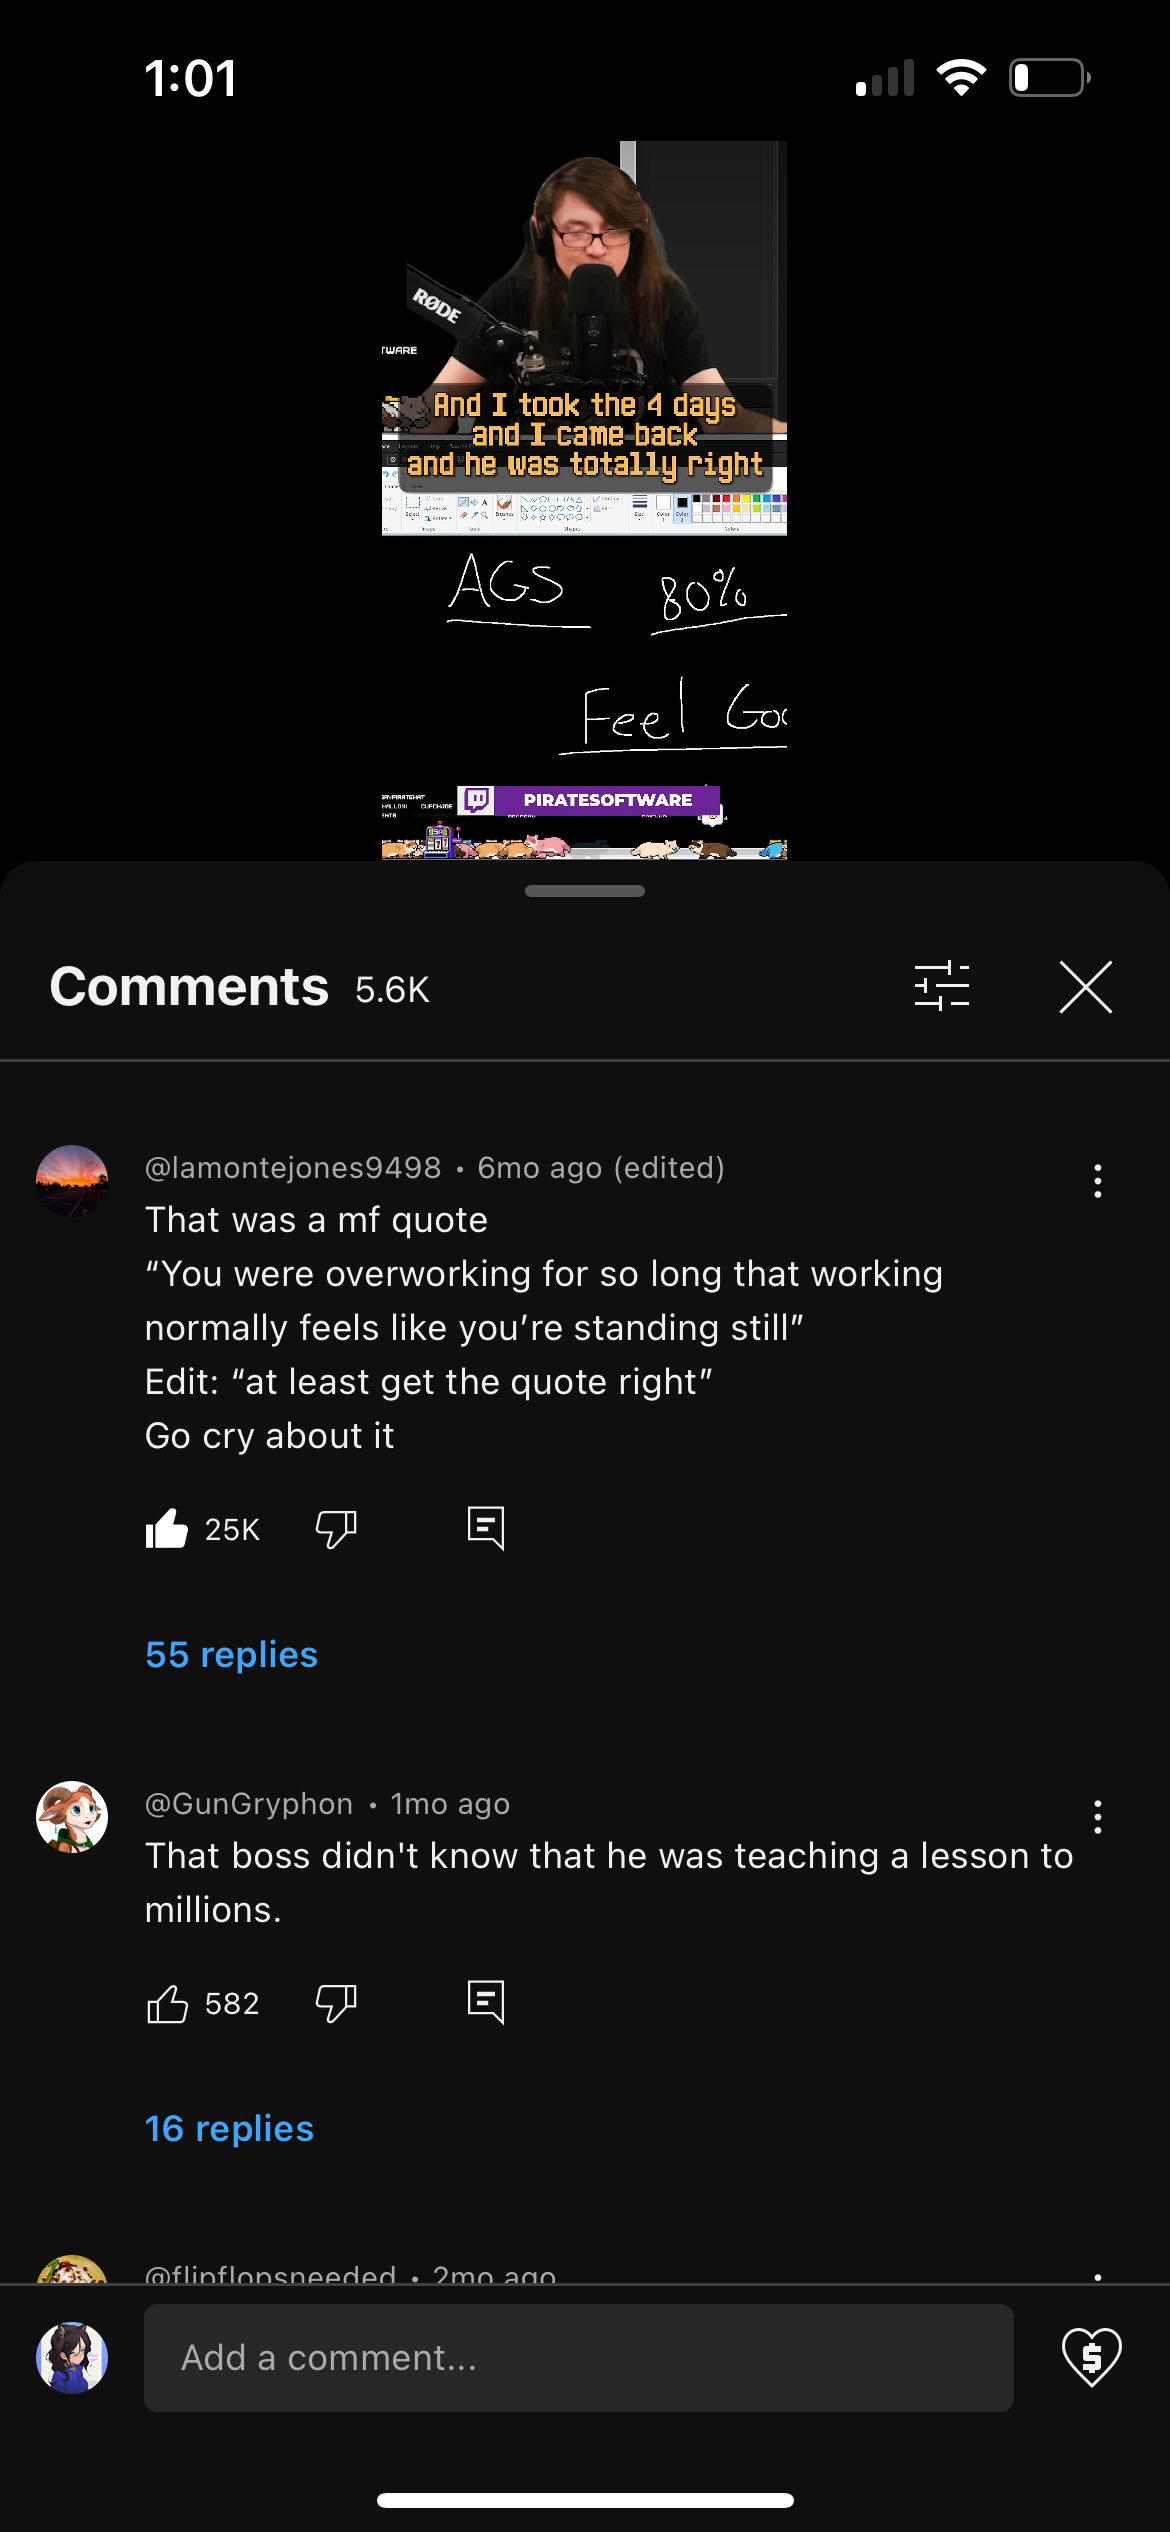 1:01
RØDE
TWARE
And I took the 4 days
and I came back
and he was totally right
AGS 80%
Feel Goo
PIRATESOFTWARE
Comments 5.6K
@lamontejones9498 • 6mo ago (edited)
That was a mf quote
“You were overworking for so long that working
normally feels like you’re standing still”
Edit: “at least get the quote right”
Go cry about it
25K
55 replies
@GunGryphon • 1mo ago
That boss didn't know that he was teaching a lesson to
millions.
582
16 replies
@flipflopsneeded • 2mo ago
Add a comment...